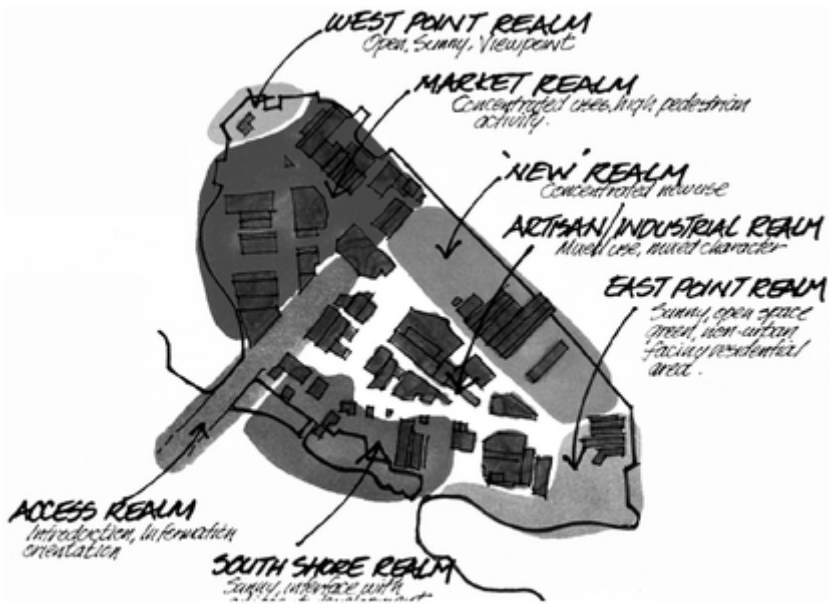 WEST POINT REALM
Open, Sunny, Viewpoint
MARKET REALM
Concentrated uses, high pedestrian
activity.
'NEW' REALM
Concentrated new use
ARTISAN/INDUSTRIAL REALM
Mixed use, mixed character
EAST POINT REALM
Sunny, open space
green, non-urban
facing residential
area.
ACCESS REALM
Introduction, Information
orientation
SOUTH SHORE REALM
Sunny, interface with